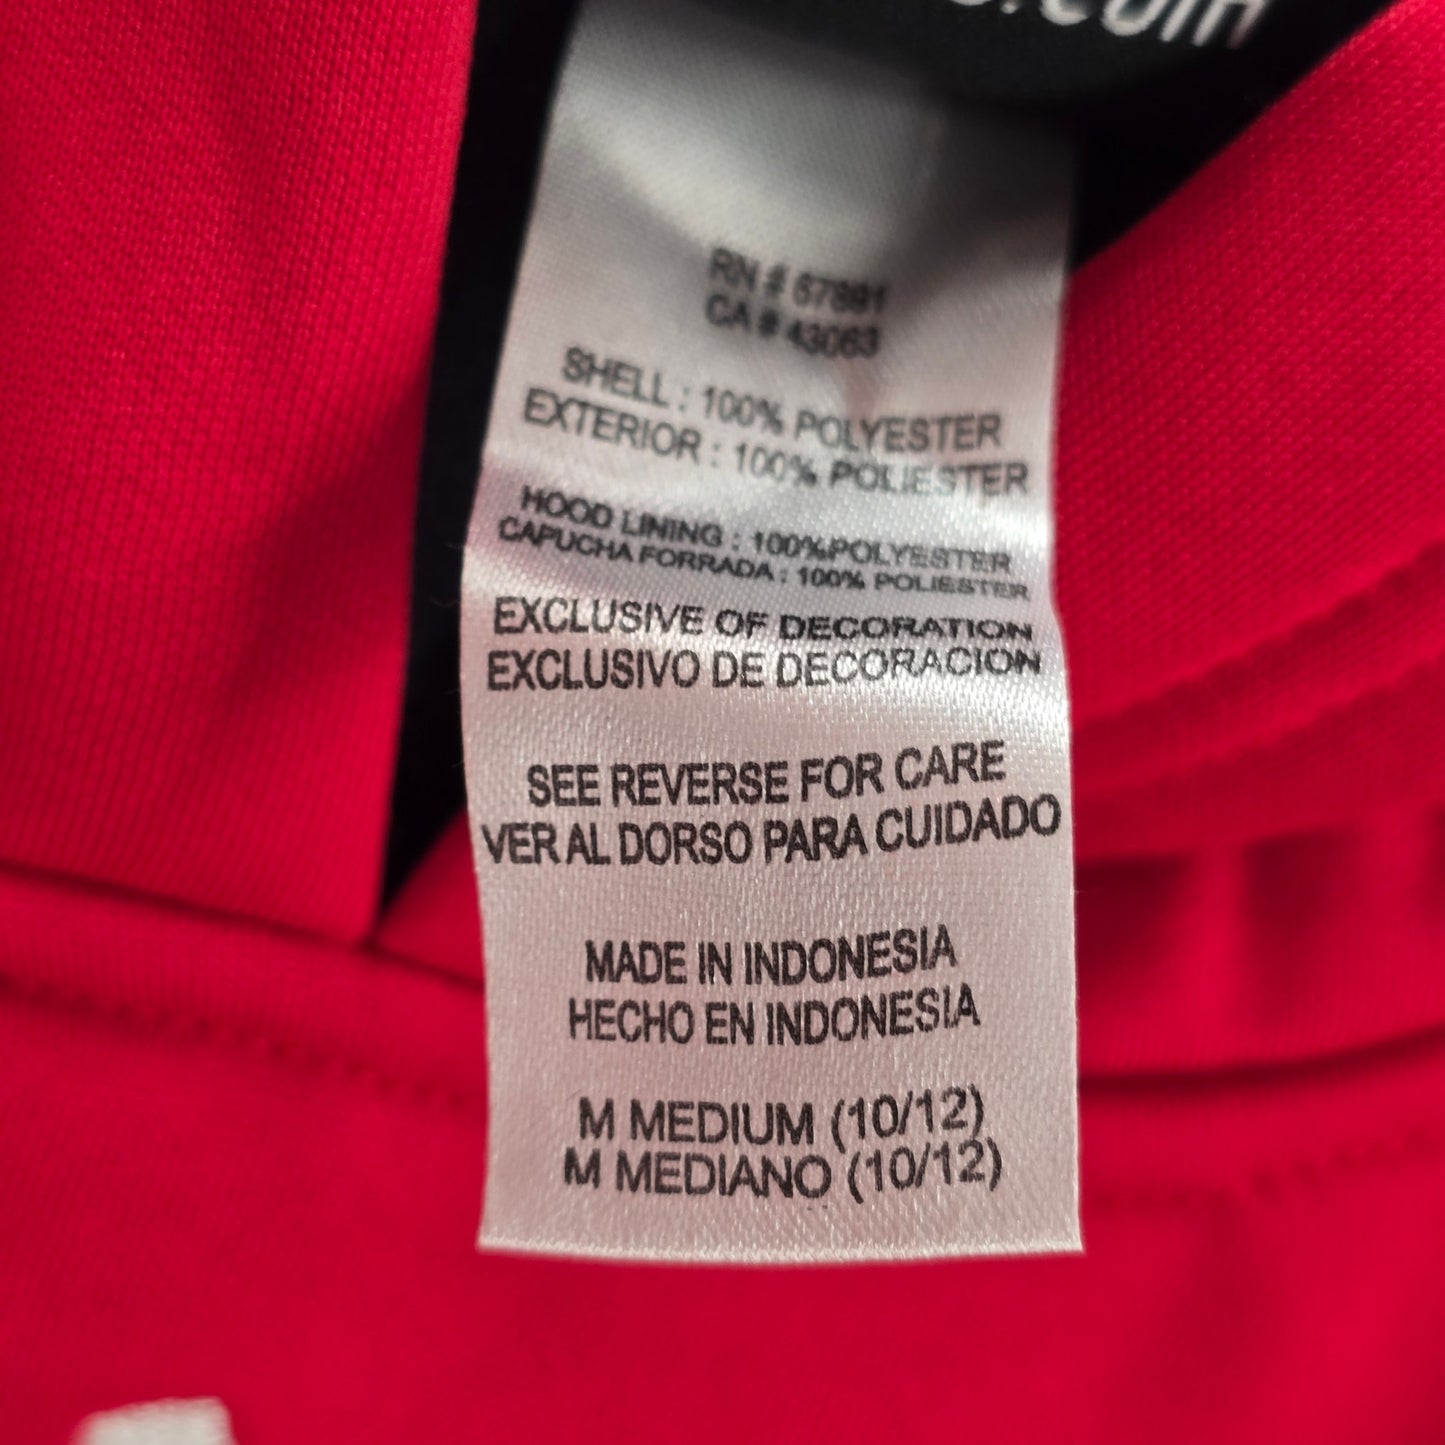 RN # 67891
CA # 43063
SHELL : 100% POLYESTER
EXTERIOR : 100% POLIESTER
HOOD LINING : 100%POLYESTER
CAPUCHA FORRADA : 100% POLIESTER
EXCLUSIVE OF DECORATION
EXCLUSIVO DE DECORACION
SEE REVERSE FOR CARE
VER AL DORSO PARA CUIDADO
MADE IN INDONESIA
HECHO EN INDONESIA
M MEDIUM (10/12)
M MEDIANO (10/12)